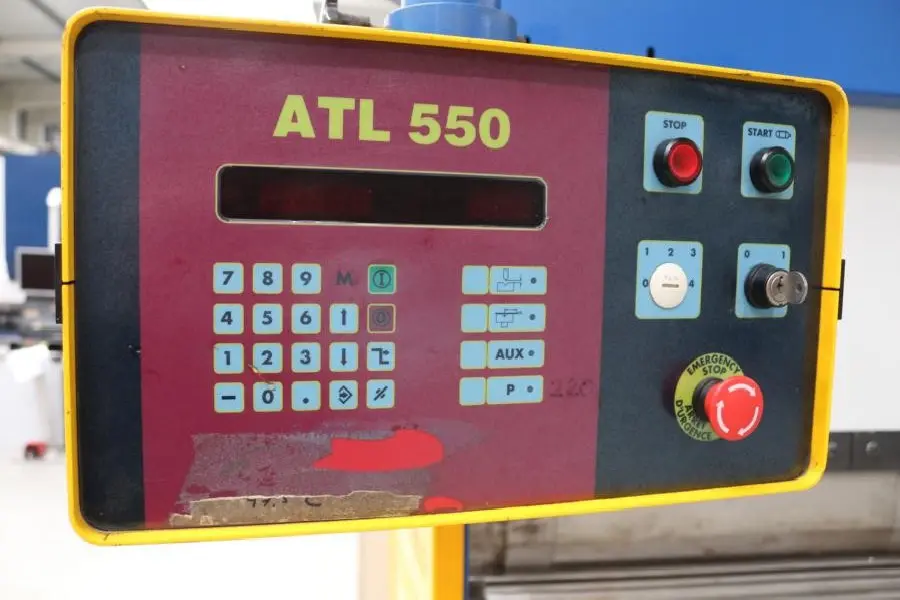 ATL 550
STOP
START
1 2 3
0 4
0 1
7 8 9 M
4 5 6
1 2 3
- 0 .
AUX
P 220
EMERGENCY
STOP
ARRET
D'URGENCE